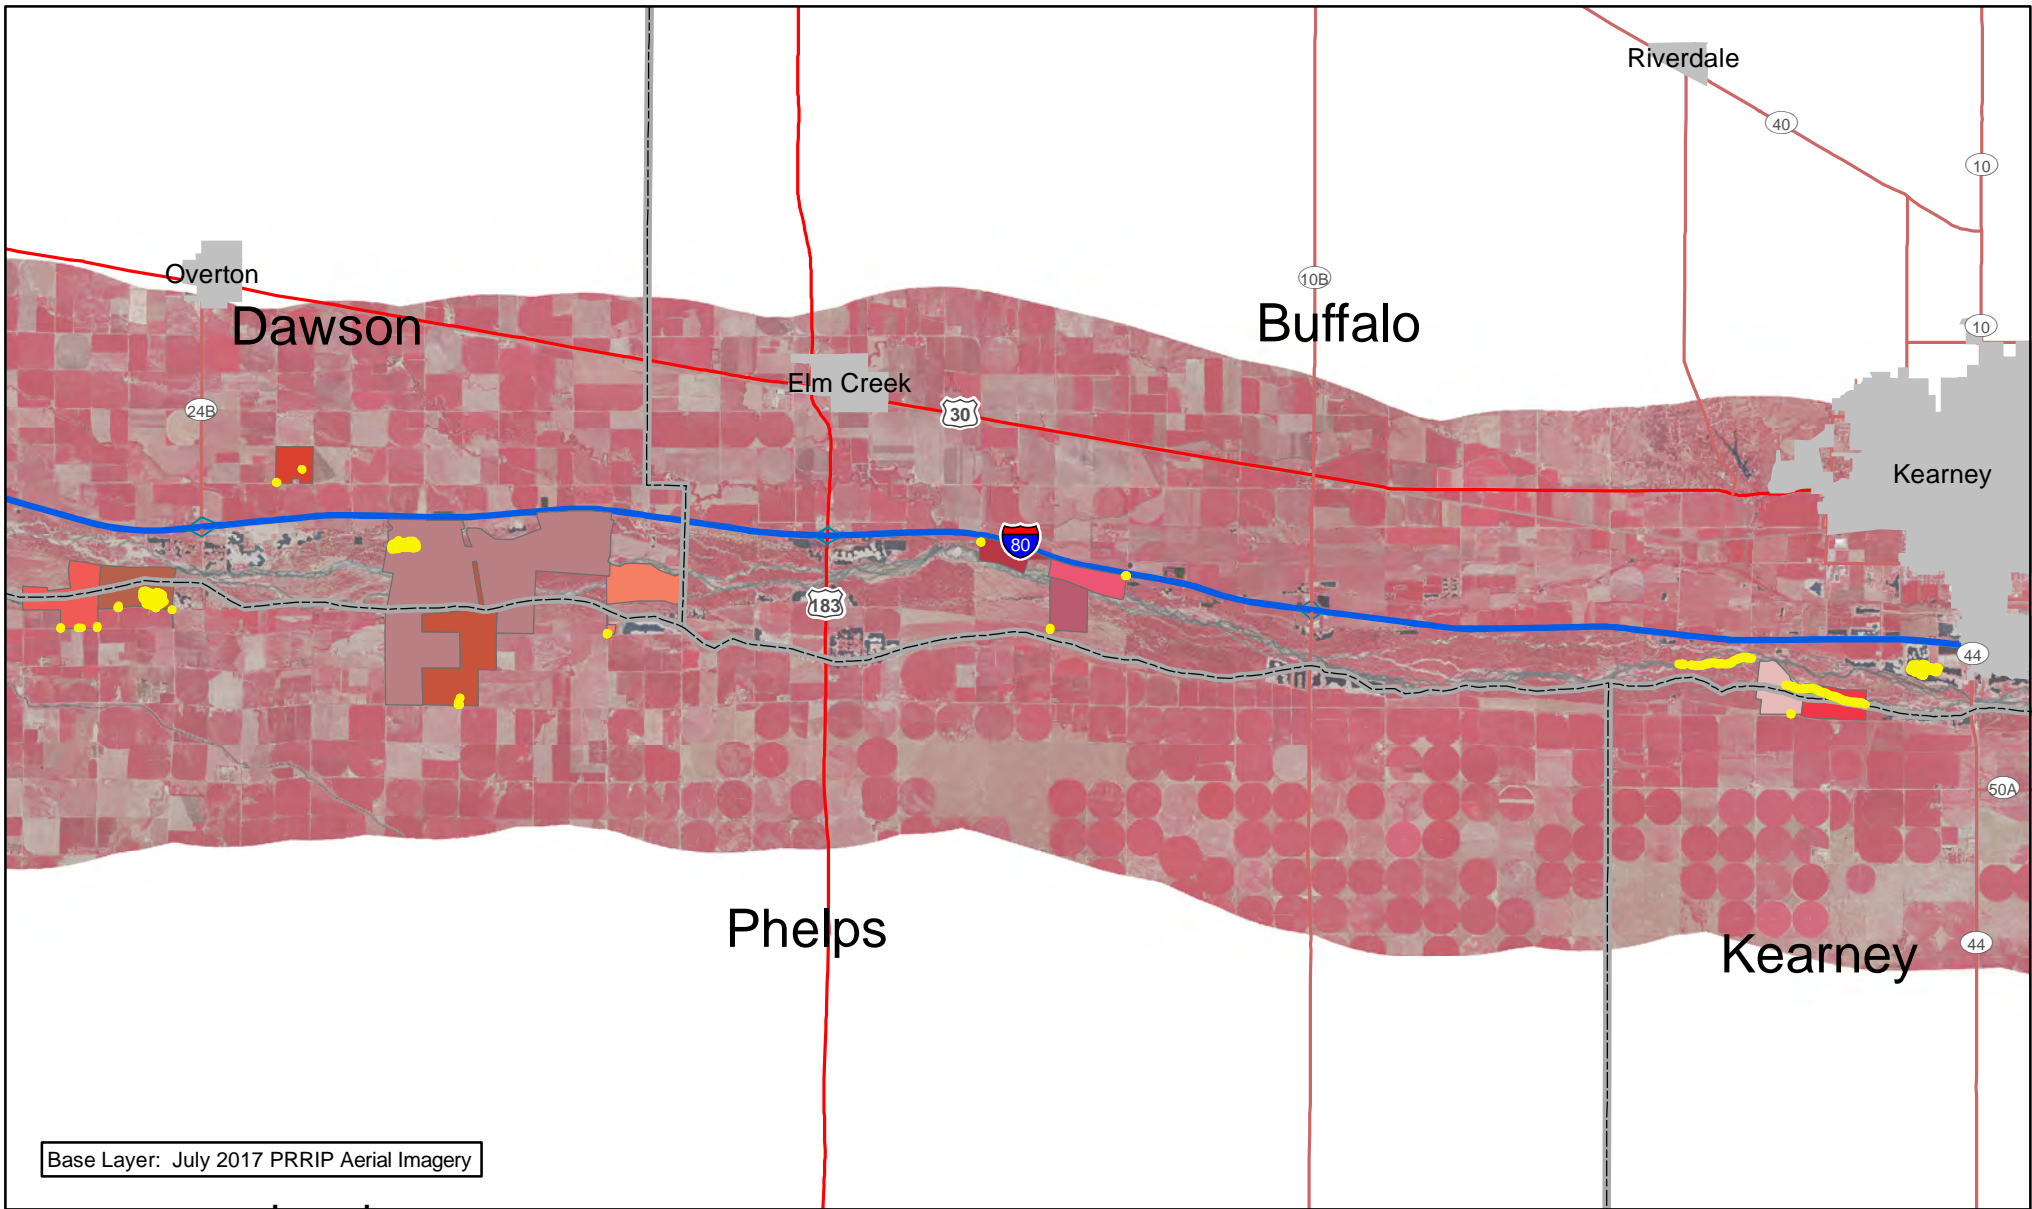 Riverdale
40
10
Overton
10B
Dawson
Buffalo
10
Elm Creek
30
24B
Kearney
80
183
44
50A
Phelps
Kearney
44
Base Layer: July 2017 PRRIP Aerial Imagery